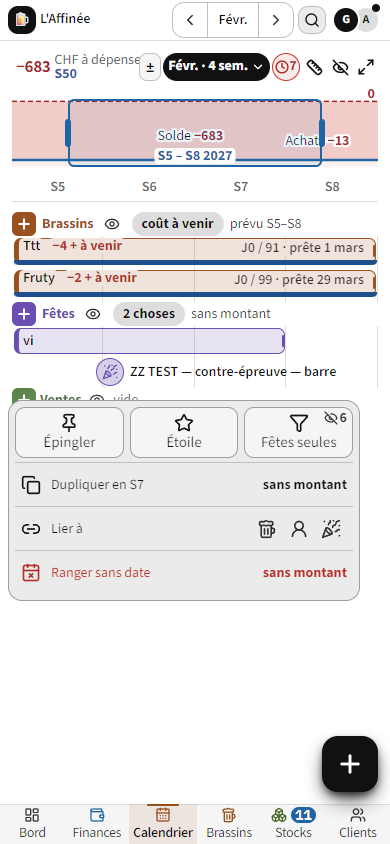 L'Affinée
Févr.
G
A
−683 CHF à dépense
S50
±
Févr. · 4 sem.
7
0
Solde −683
Achat −13
S5 – S8 2027
S5 S6 S7 S8
Brassins coût à venir prévu S5–S8
Ttt −4 + à venir J0 / 91 · prête 1 mars
Fruty −2 + à venir J0 / 99 · prête 29 mars
Fêtes 2 choses sans montant
vi
ZZ TEST — contre-épreuve — barre
Ventes vide
6
Épingler Étoile Fêtes seules
Dupliquer en S7 sans montant
Lier à
Ranger sans date sans montant
11
Bord Finances Calendrier Brassins Stocks Clients